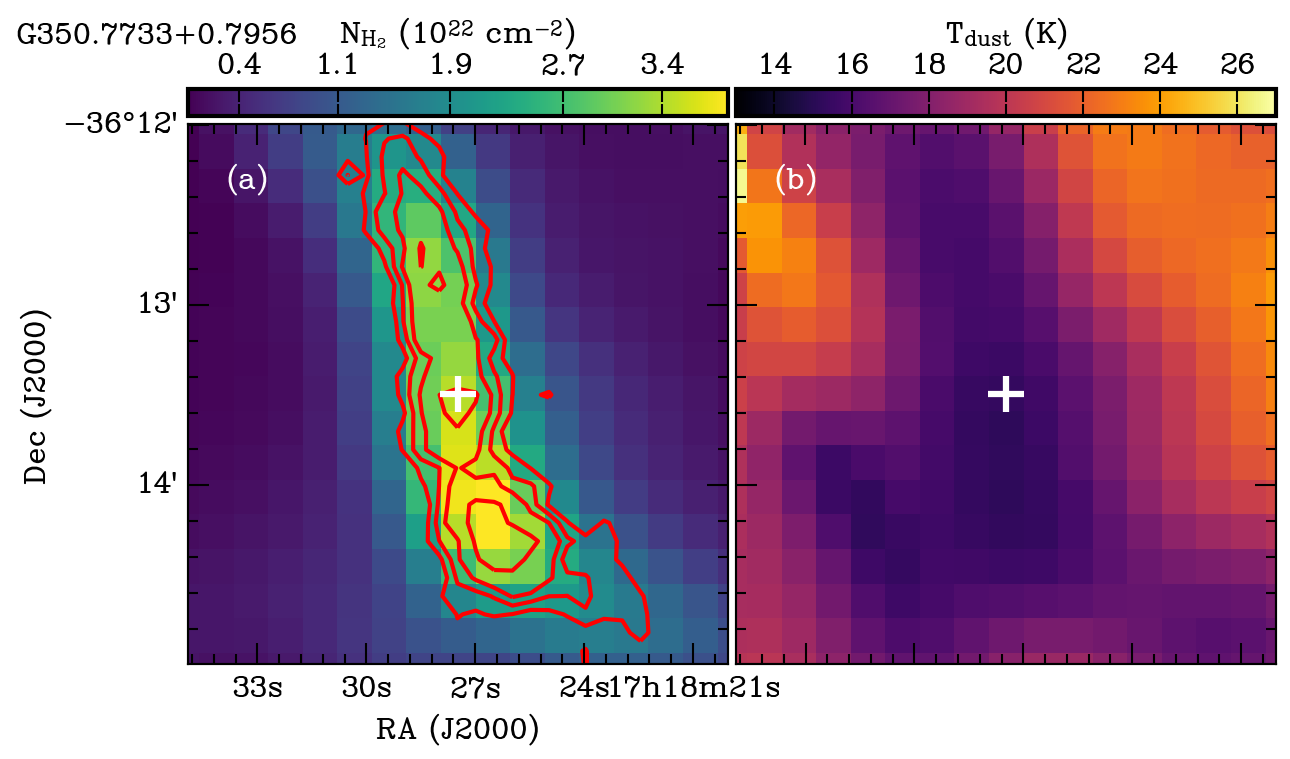 G350.7733+0.7956 N_H₂ (10²² cm⁻²) T_dust (K)
0.4 1.1 1.9 2.7 3.4 14 16 18 20 22 24 26
−36°12'
(a) (b)
13'
Dec (J2000)
14'
33s 30s 27s 24s 17h18m21s
RA (J2000)